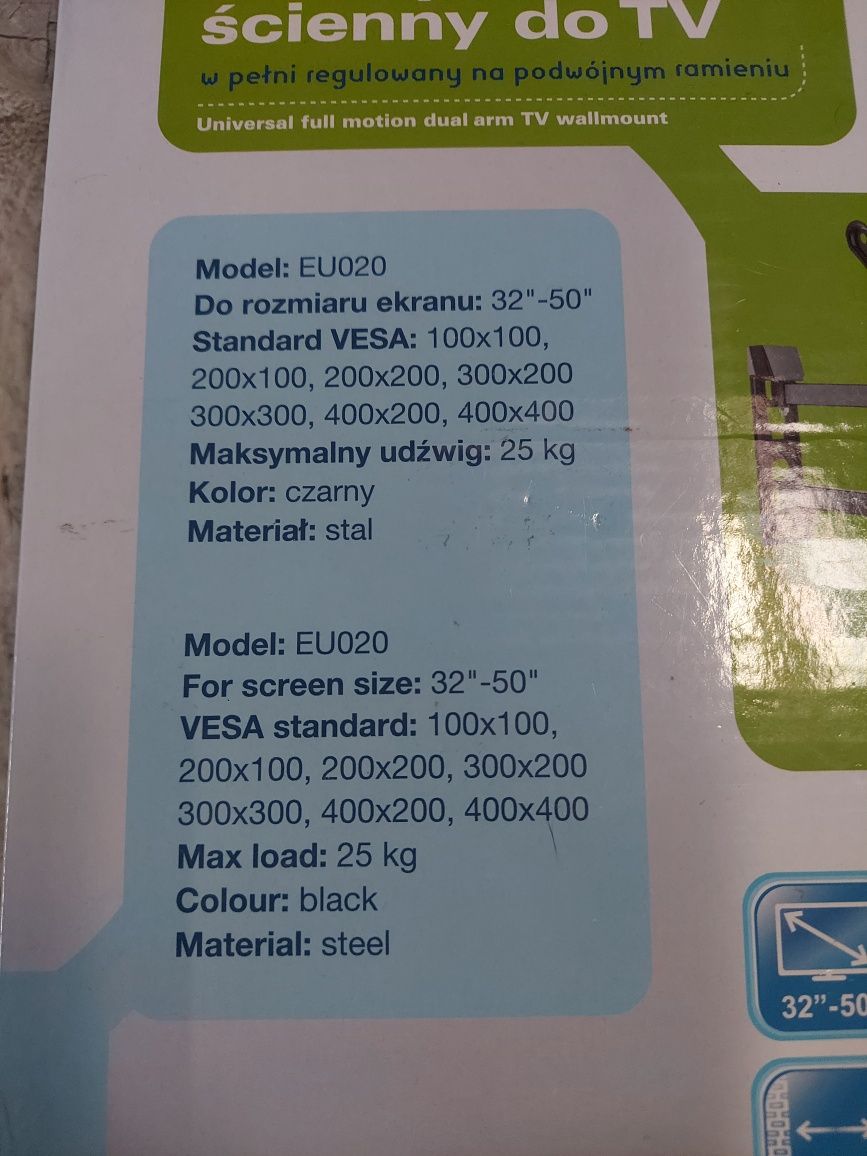 ścienny do TV
w pełni regulowany na podwójnym ramieniu
Universal full motion dual arm TV wallmount
Model: EU020
Do rozmiaru ekranu: 32"-50"
Standard VESA: 100x100,
200x100, 200x200, 300x200
300x300, 400x200, 400x400
Maksymalny udźwig: 25 kg
Kolor: czarny
Materiał: stal
Model: EU020
For screen size: 32"-50"
VESA standard: 100x100,
200x100, 200x200, 300x200
300x300, 400x200, 400x400
Max load: 25 kg
Colour: black
Material: steel
32”-50